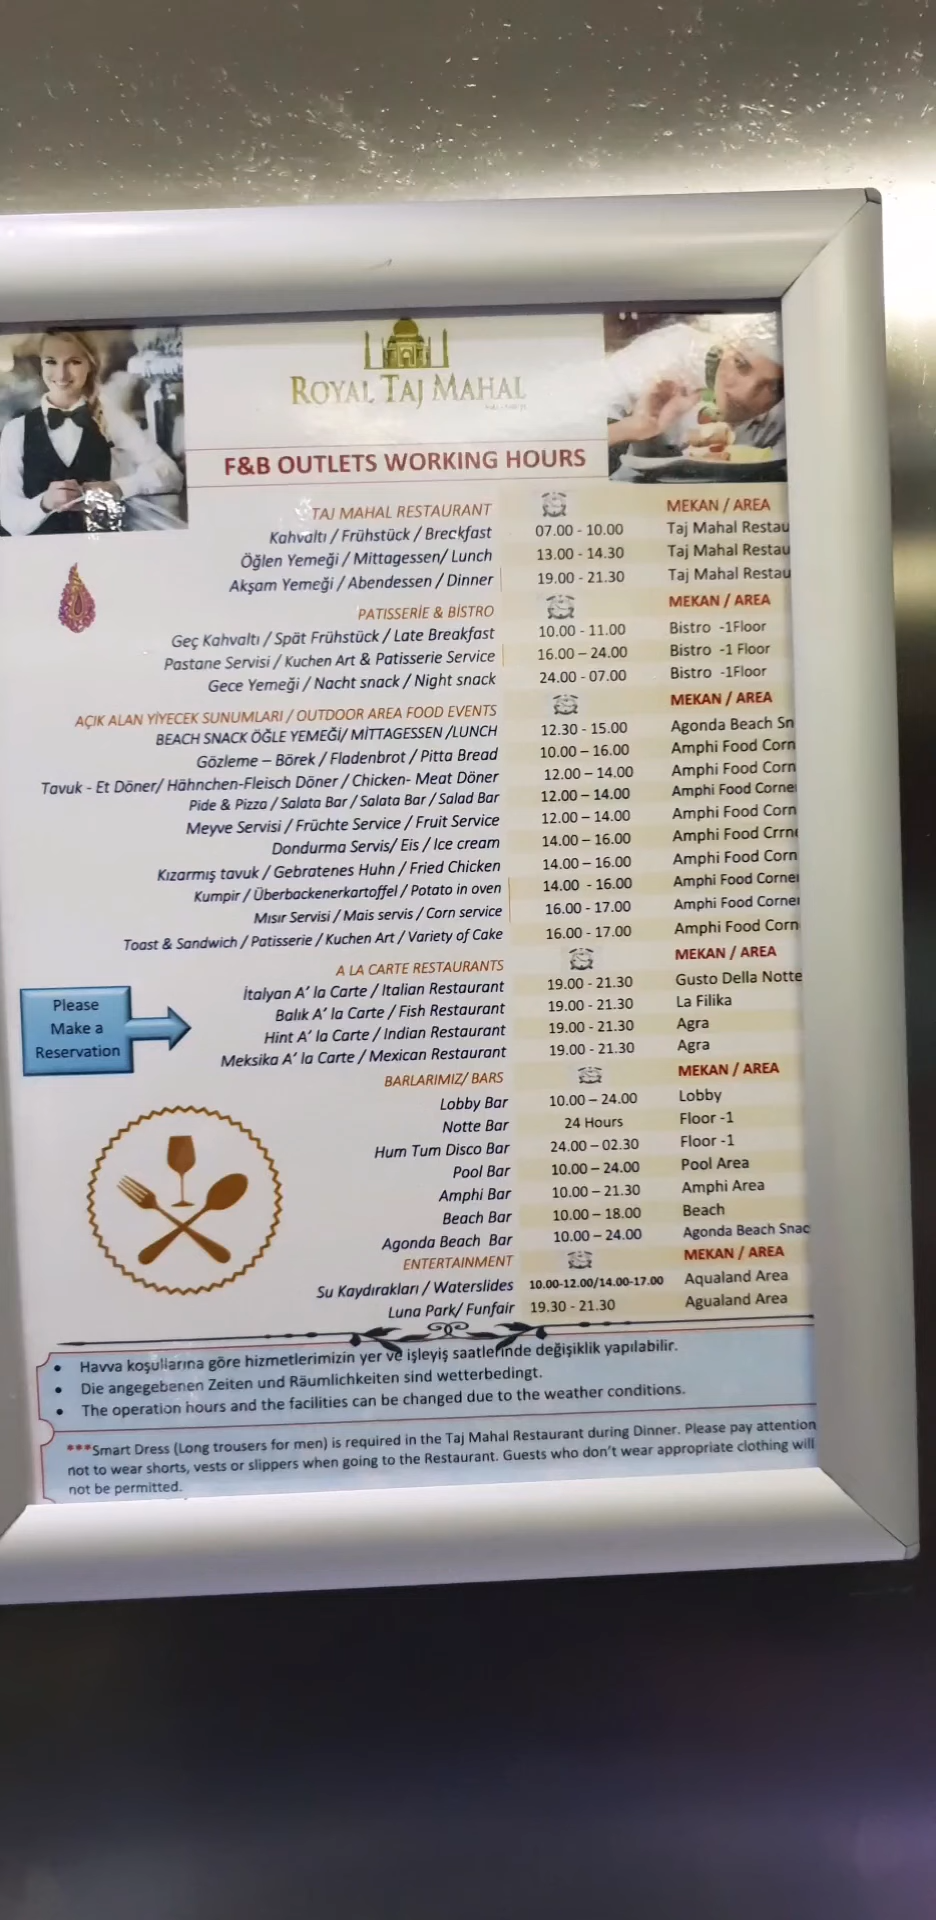 ROYAL TAJ MAHAL
F&B OUTLETS WORKING HOURS
TAJ MAHAL RESTAURANT MEKAN / AREA
Kahvaltı / Frühstück / Breckfast 07.00 - 10.00 Taj Mahal Restau
Öğlen Yemeği / Mittagessen/ Lunch 13.00 - 14.30 Taj Mahal Restau
Akşam Yemeği / Abendessen / Dinner 19.00 - 21.30 Taj Mahal Restau
PATISSERİE & BİSTRO MEKAN / AREA
Geç Kahvaltı / Spät Frühstück / Late Breakfast 10.00 - 11.00 Bistro -1Floor
Pastane Servisi / Kuchen Art & Patisserie Service 16.00 – 24.00 Bistro -1 Floor
Gece Yemeği / Nacht snack / Night snack 24.00 - 07.00 Bistro -1Floor
AÇIK ALAN YİYECEK SUNUMLARI / OUTDOOR AREA FOOD EVENTS MEKAN / AREA
BEACH SNACK ÖĞLE YEMEĞİ/ MİTTAGESSEN /LUNCH 12.30 - 15.00 Agonda Beach Sn
Gözleme – Börek / Fladenbrot / Pitta Bread 10.00 – 16.00 Amphi Food Corn
Tavuk - Et Döner/ Hähnchen-Fleisch Döner / Chicken- Meat Döner 12.00 – 14.00 Amphi Food Corn
Pide & Pizza / Salata Bar / Salata Bar / Salad Bar 12.00 – 14.00 Amphi Food Corne
Meyve Servisi / Früchte Service / Fruit Service 12.00 – 14.00 Amphi Food Corn
Dondurma Servis/ Eis / Ice cream 14.00 – 16.00 Amphi Food Crrne
Kızarmış tavuk / Gebratenes Huhn / Fried Chicken 14.00 – 16.00 Amphi Food Corn
Kumpir / Überbackenerkartoffel / Potato in oven 14.00 - 16.00 Amphi Food Corner
Mısır Servisi / Mais servis / Corn service 16.00 - 17.00 Amphi Food Corner
Toast & Sandwich / Patisserie / Kuchen Art / Variety of Cake 16.00 - 17.00 Amphi Food Corn
A LA CARTE RESTAURANTS MEKAN / AREA
İtalyan A' la Carte / Italian Restaurant 19.00 - 21.30 Gusto Della Notte
Balık A' la Carte / Fish Restaurant 19.00 - 21.30 La Filika
Hint A' la Carte / Indian Restaurant 19.00 - 21.30 Agra
Meksika A' la Carte / Mexican Restaurant 19.00 - 21.30 Agra
Please
Make a
Reservation
BARLARIMIZ/ BARS MEKAN / AREA
Lobby Bar 10.00 – 24.00 Lobby
Notte Bar 24 Hours Floor -1
Hum Tum Disco Bar 24.00 – 02.30 Floor -1
Pool Bar 10.00 – 24.00 Pool Area
Amphi Bar 10.00 – 21.30 Amphi Area
Beach Bar 10.00 – 18.00 Beach
Agonda Beach Bar 10.00 – 24.00 Agonda Beach Snac
ENTERTAINMENT MEKAN / AREA
Su Kaydırakları / Waterslides 10.00-12.00/14.00-17.00 Aqualand Area
Luna Park/ Funfair 19.30 - 21.30 Agualand Area
• Havva koşullarına göre hizmetlerimizin yer ve işleyiş saatlerinde değişiklik yapılabilir.
• Die angegebenen Zeiten und Räumlichkeiten sind wetterbedingt.
• The operation hours and the facilities can be changed due to the weather conditions.
***Smart Dress (Long trousers for men) is required in the Taj Mahal Restaurant during Dinner. Please pay attention
not to wear shorts, vests or slippers when going to the Restaurant. Guests who don't wear appropriate clothing will
not be permitted.